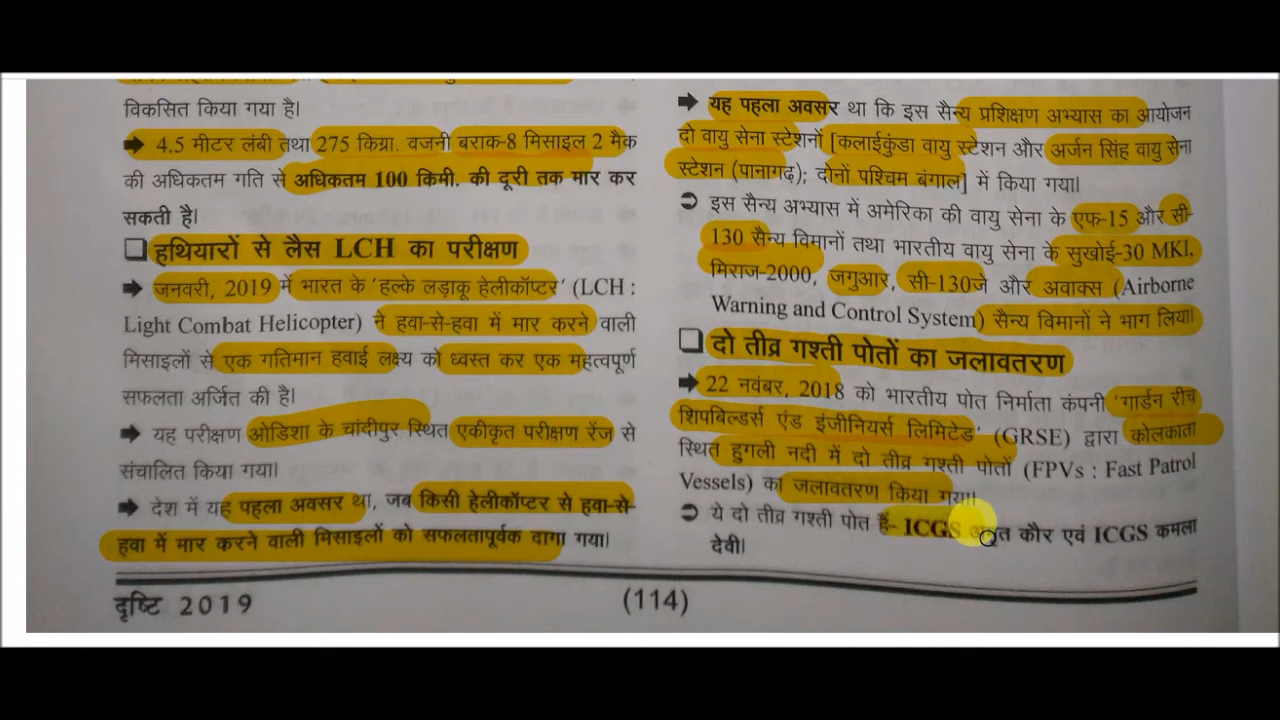 विकसित किया गया है।
➔ 4.5 मीटर लंबी तथा 275 किग्रा. वजनी बराक-8 मिसाइल 2 मैक
की अधिकतम गति से अधिकतम 100 किमी. की दूरी तक मार कर
सकती है।
❑ हथियारों से लैस LCH का परीक्षण
➔ जनवरी, 2019 में भारत के 'हल्के लड़ाकू हेलीकॉप्टर' (LCH :
Light Combat Helicopter) ने हवा-से-हवा में मार करने वाली
मिसाइलों से एक गतिमान हवाई लक्ष्य को ध्वस्त कर एक महत्वपूर्ण
सफलता अर्जित की है।
➔ यह परीक्षण ओडिशा के चांदीपुर स्थित एकीकृत परीक्षण रेंज से
संचालित किया गया।
➔ देश में यह पहला अवसर था, जब किसी हेलीकॉप्टर से हवा-से-
हवा में मार करने वाली मिसाइलों को सफलतापूर्वक दागा गया।
दृष्टि 2019
(114)
➔ यह पहला अवसर था कि इस सैन्य प्रशिक्षण अभ्यास का आयोजन
दो वायु सेना स्टेशनों [कलाईकुंडा वायु स्टेशन और अर्जन सिंह वायु सेना
स्टेशन (पानागढ़); दोनों पश्चिम बंगाल] में किया गया।
➲ इस सैन्य अभ्यास में अमेरिका की वायु सेना के एफ-15 और सी-
130 सैन्य विमानों तथा भारतीय वायु सेना के सुखोई-30 MKI,
मिराज-2000, जगुआर, सी-130जे और अवाक्स (Airborne
Warning and Control System) सैन्य विमानों ने भाग लिया।
❑ दो तीव्र गश्ती पोतों का जलावतरण
➔ 22 नवंबर, 2018 को भारतीय पोत निर्माता कंपनी 'गार्डन रीच
शिपबिल्डर्स एंड इंजीनियर्स लिमिटेड' (GRSE) द्वारा कोलकाता
स्थित हुगली नदी में दो तीव्र गश्ती पोतों (FPVs : Fast Patrol
Vessels) का जलावतरण किया गया।
➲ ये दो तीव्र गश्ती पोत हैं- ICGS कौर एवं ICGS कमला
देवी।